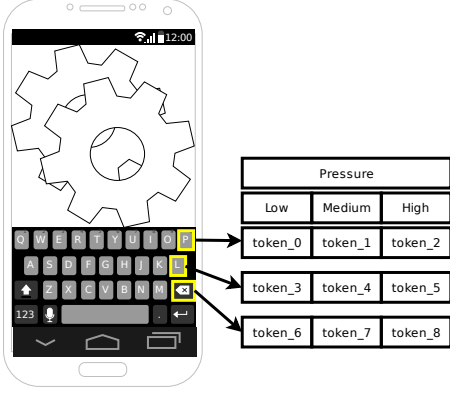 12:00
Pressure
Low Medium High
Q W E R T Y U I O P
token_0 token_1 token_2
A S D F G H J K L
token_3 token_4 token_5
Z X C V B N M
123 .
token_6 token_7 token_8